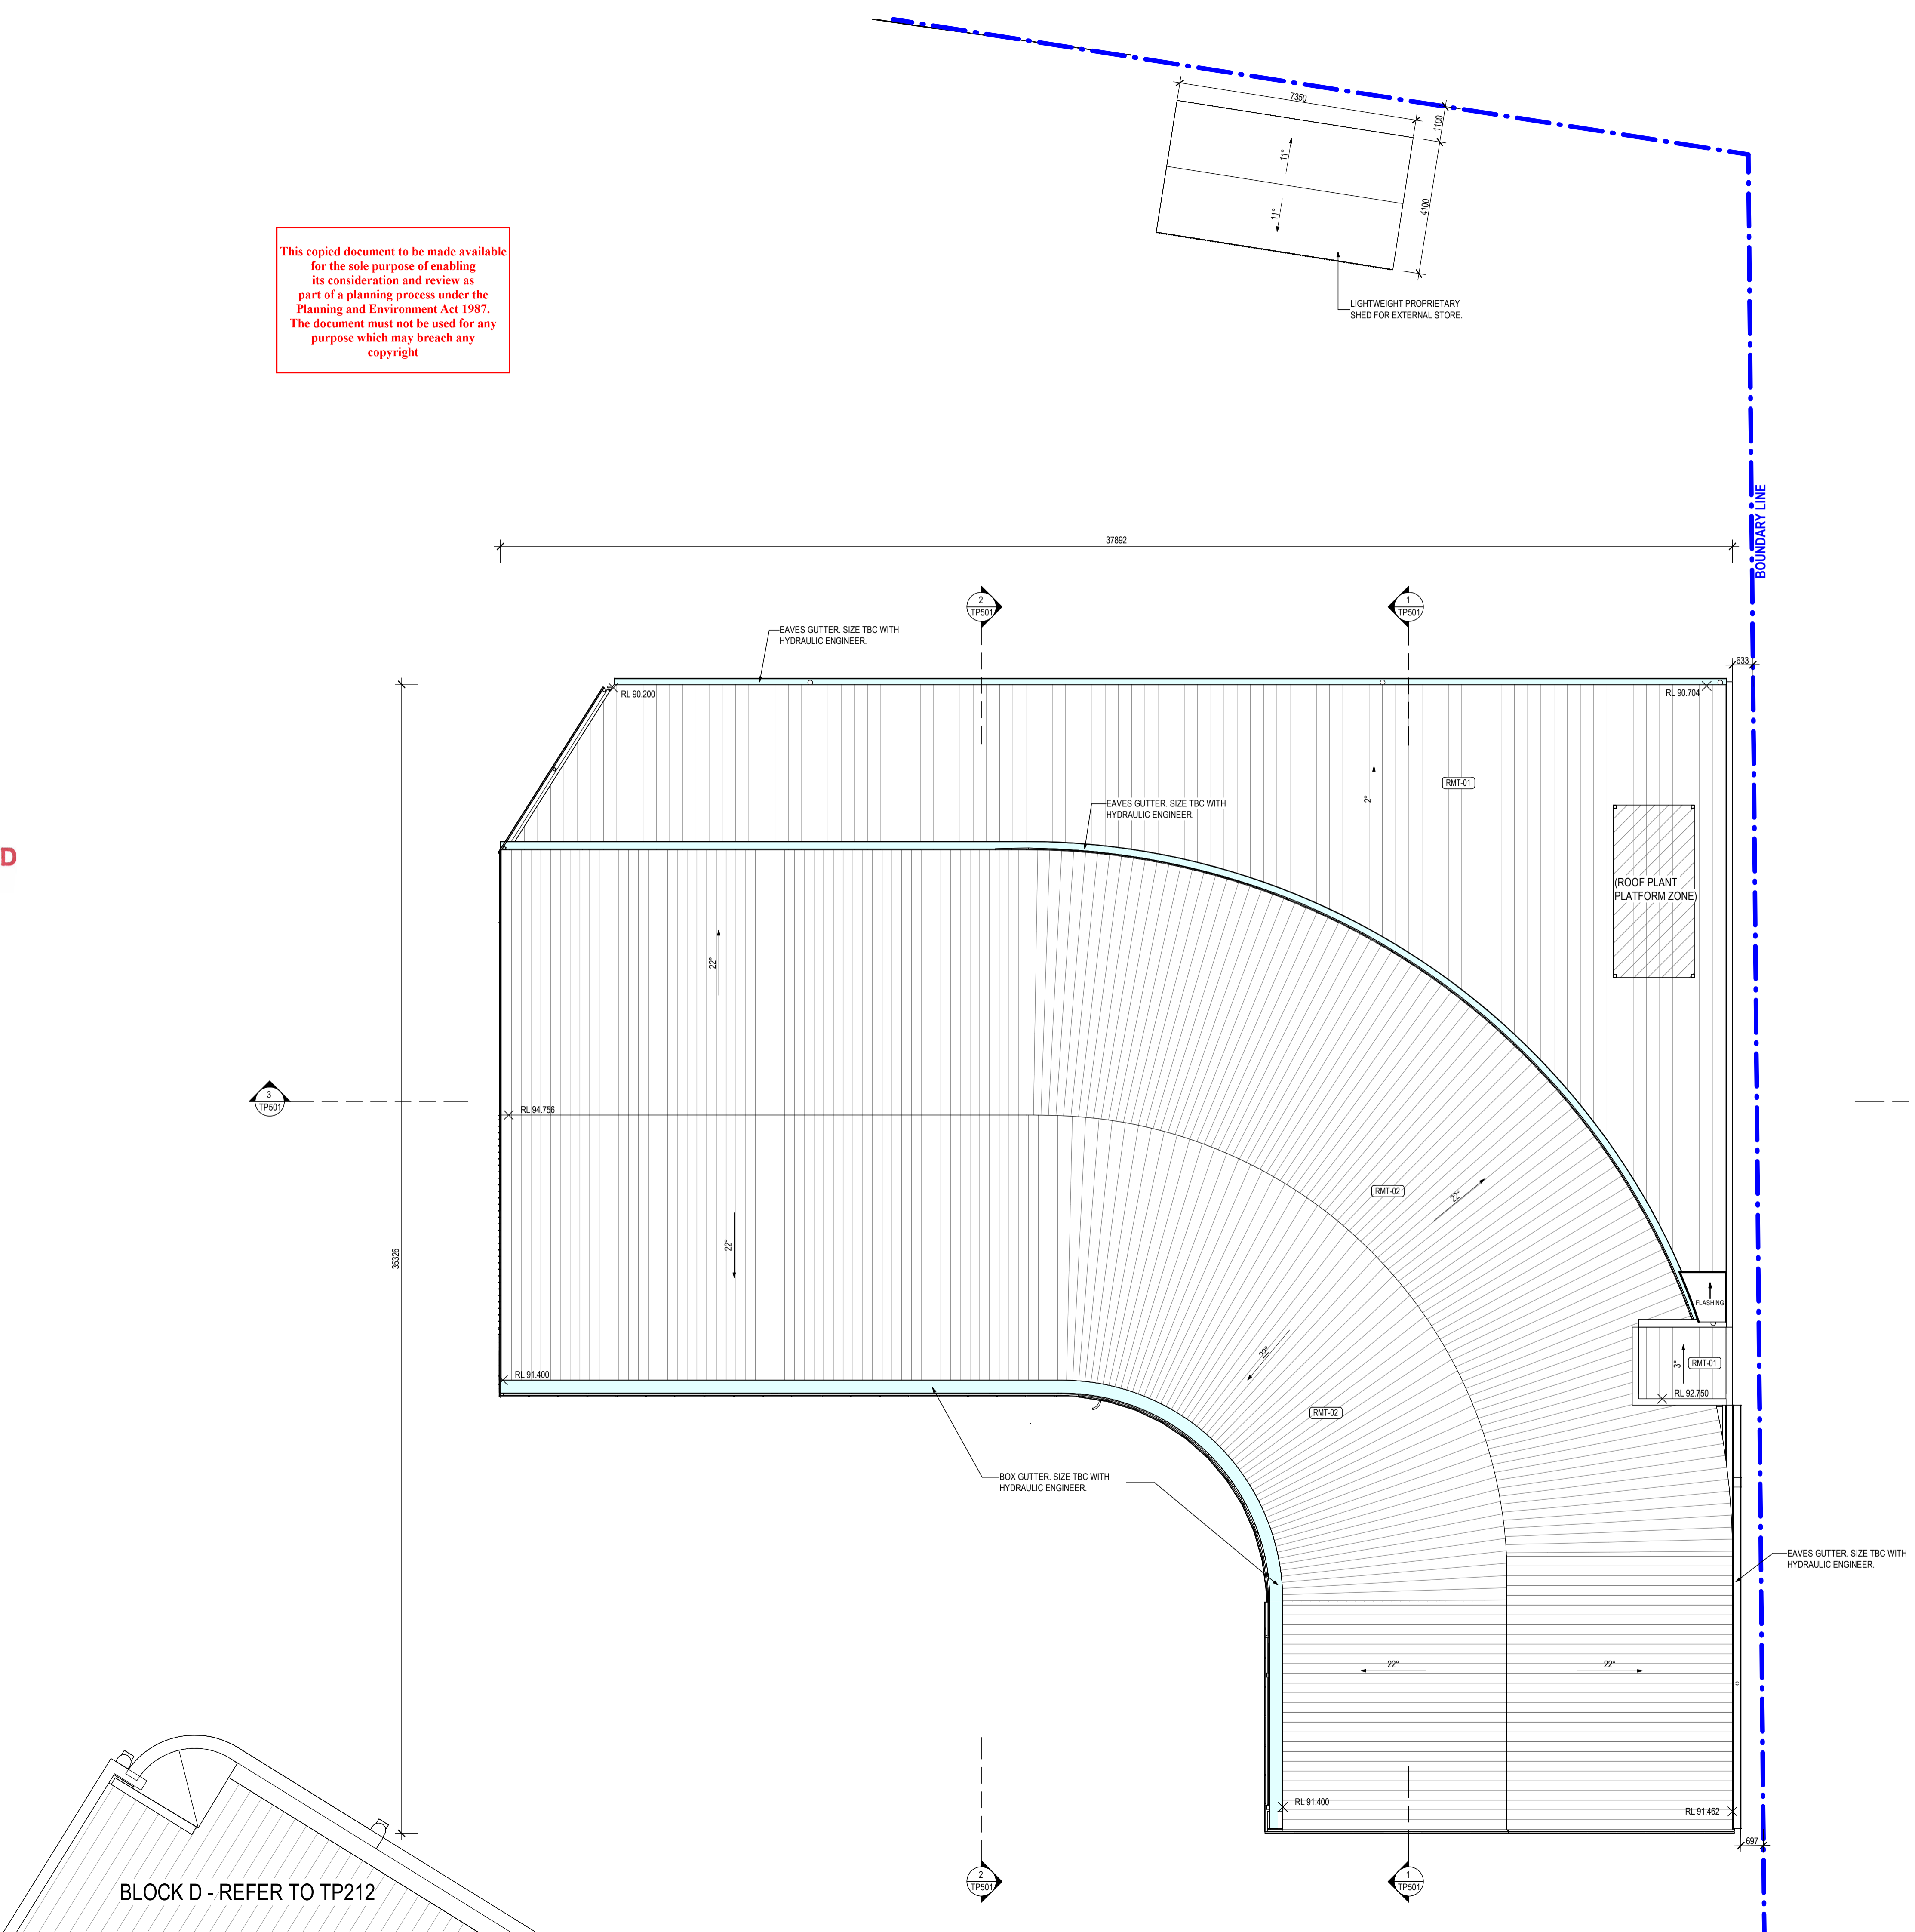 7350
1100
11°
11°
4100
This copied document to be made available
for the sole purpose of enabling
its consideration and review as
part of a planning process under the
Planning and Environment Act 1987.
The document must not be used for any
purpose which may breach any
copyright
LIGHTWEIGHT PROPRIETARY
SHED FOR EXTERNAL STORE.
BOUNDARY LINE
37892
2
TP501
1
TP501
EAVES GUTTER. SIZE TBC WITH
HYDRAULIC ENGINEER.
633
RL 90.200
RL 90.704
RMT-01
2°
EAVES GUTTER. SIZE TBC WITH
HYDRAULIC ENGINEER.
D
(ROOF PLANT
PLATFORM ZONE)
22°
3
TP501
RL 94.756
RMT-02
22°
22°
35326
FLASHING
22°
3°
RMT-01
RL 91.400
RL 92.750
RMT-02
BOX GUTTER. SIZE TBC WITH
HYDRAULIC ENGINEER.
EAVES GUTTER. SIZE TBC WITH
HYDRAULIC ENGINEER.
22°
22°
RL 91.400
RL 91.462
697
BLOCK D - REFER TO TP212
2
TP501
1
TP501